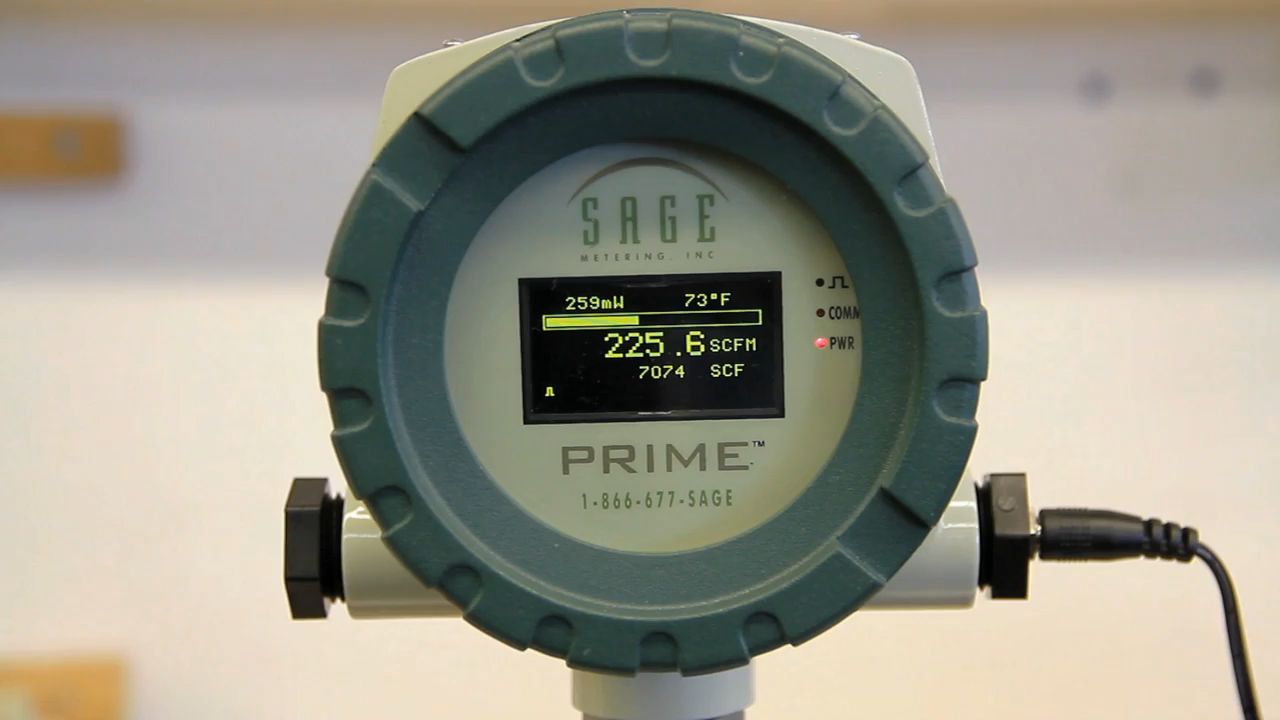 SAGE
METERING, INC
259mW 73°F
225.6 SCFM
7074 SCF
COMM
PWR
PRIME™
1-866-677-SAGE